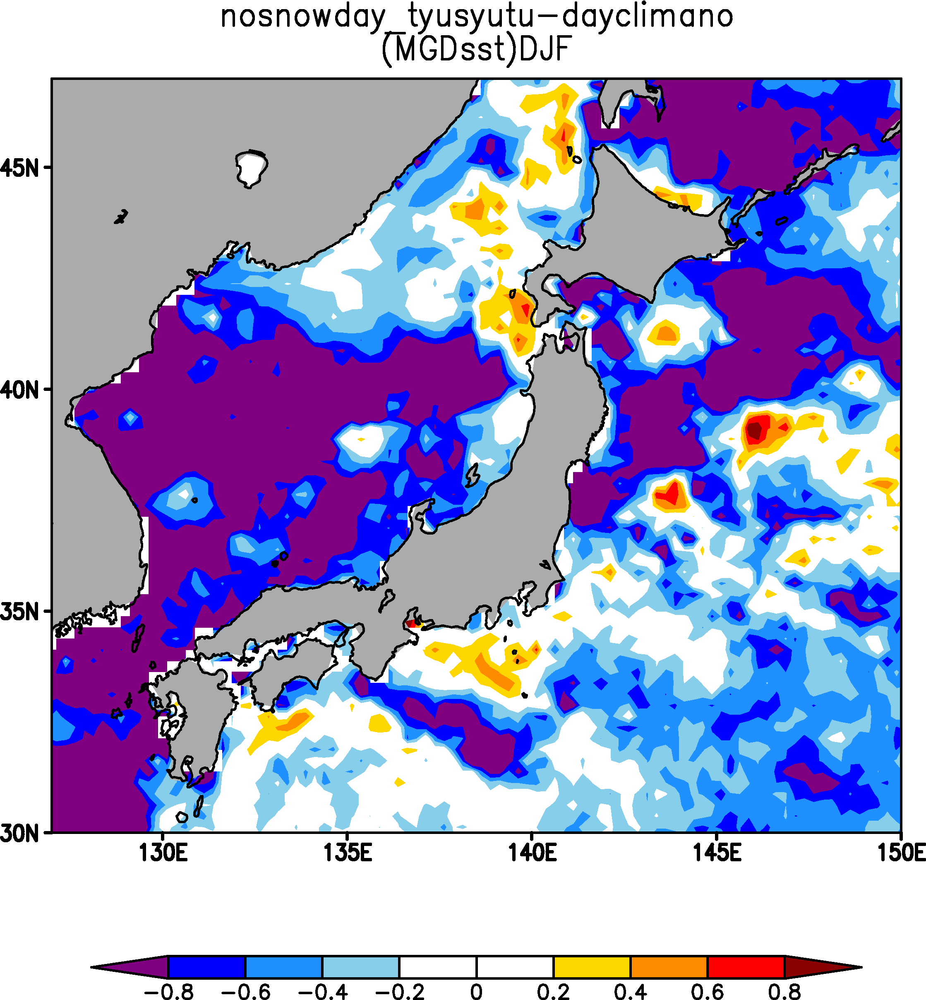 nosnowday_tyusyutu-dayclimano
(MGDsst)DJF
45N
40N
35N
30N
130E 135E 140E 145E 150E
-0.8 -0.6 -0.4 -0.2 0 0.2 0.4 0.6 0.8